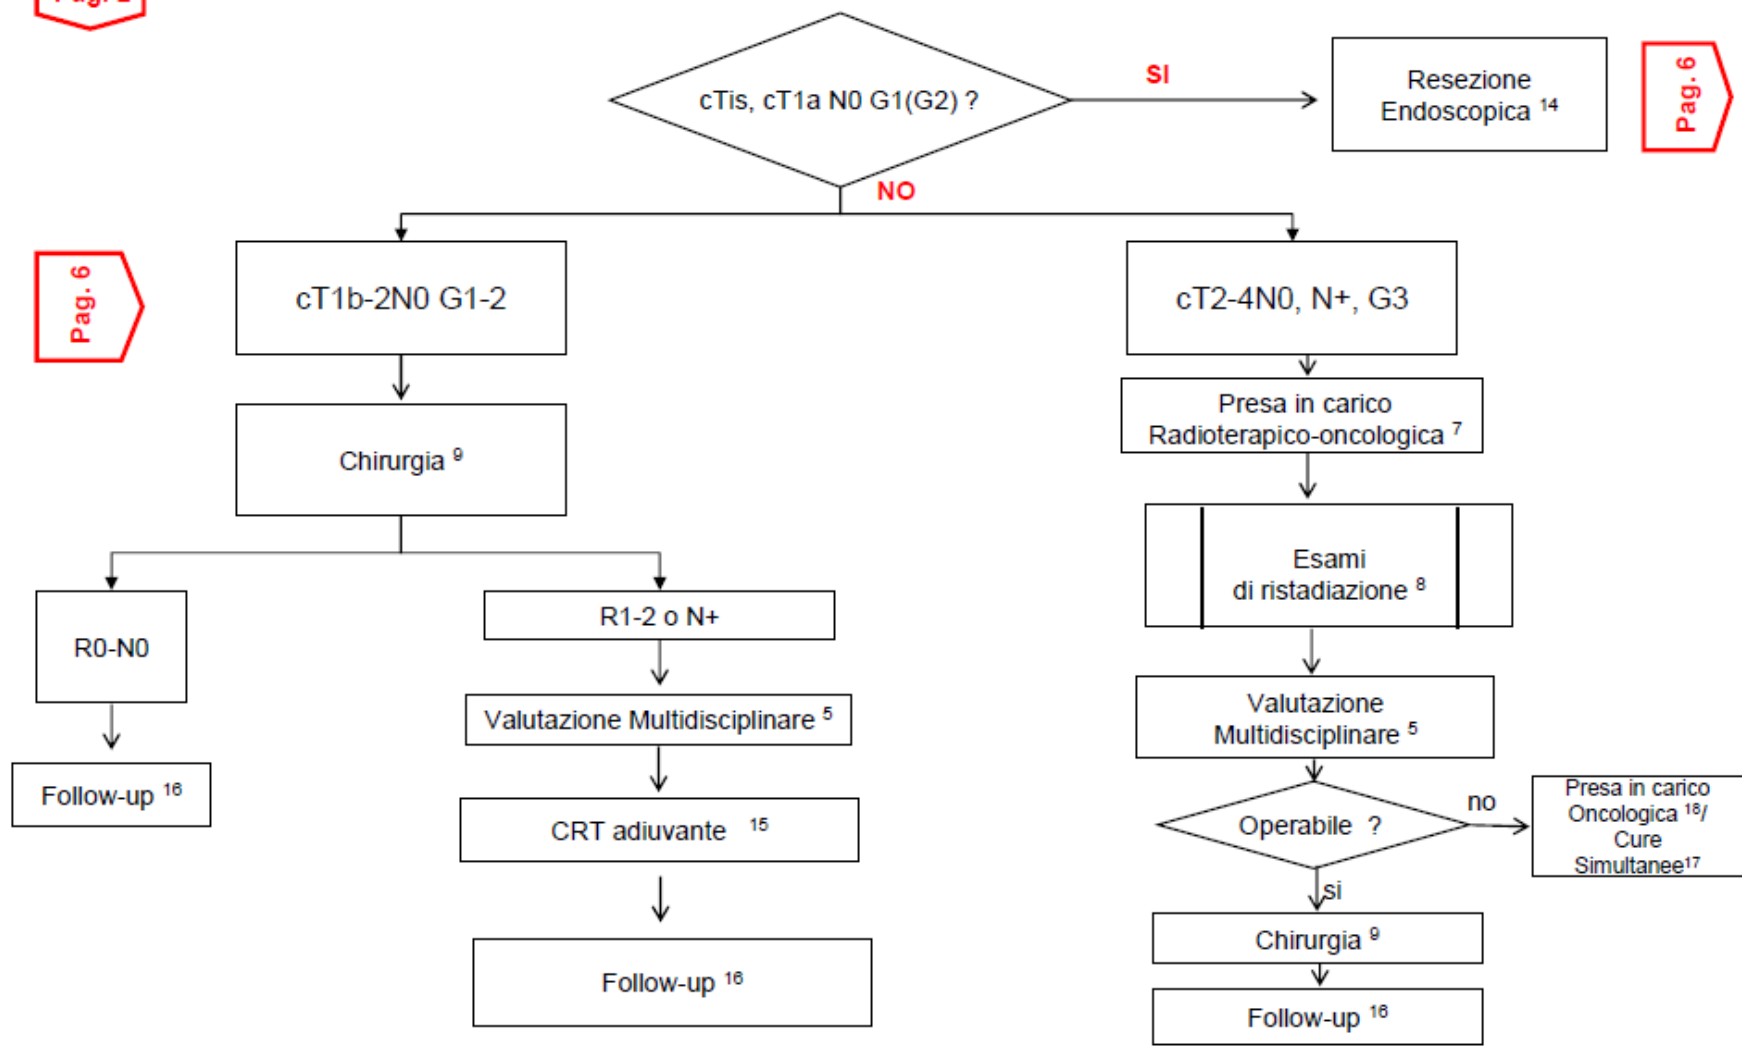 cTis, cT1a N0 G1(G2) ?
SI
Resezione
Endoscopica 14
Pag. 6
NO
Pag. 6
cT1b-2N0 G1-2
cT2-4N0, N+, G3
Chirurgia 9
Presa in carico
Radioterapico-oncologica 7
Esami
di ristadiazione 8
R0-N0
R1-2 o N+
Follow-up 16
Valutazione Multidisciplinare 5
Valutazione
Multidisciplinare 5
CRT adiuvante 15
Operabile ?
no
Presa in carico
Oncologica 18/
Cure
Simultanee17
si
Follow-up 16
Chirurgia 9
Follow-up 16